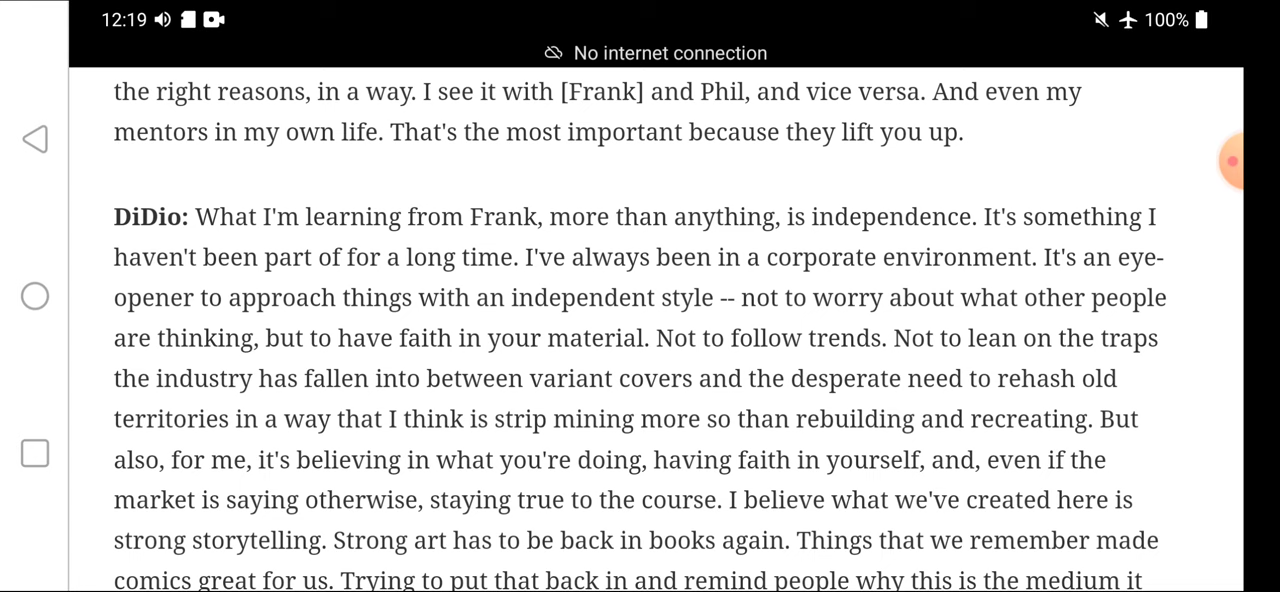 12:19
100%
No internet connection
the right reasons, in a way. I see it with [Frank] and Phil, and vice versa. And even my
mentors in my own life. That's the most important because they lift you up.
DiDio: What I'm learning from Frank, more than anything, is independence. It's something I
haven't been part of for a long time. I've always been in a corporate environment. It's an eye-
opener to approach things with an independent style -- not to worry about what other people
are thinking, but to have faith in your material. Not to follow trends. Not to lean on the traps
the industry has fallen into between variant covers and the desperate need to rehash old
territories in a way that I think is strip mining more so than rebuilding and recreating. But
also, for me, it's believing in what you're doing, having faith in yourself, and, even if the
market is saying otherwise, staying true to the course. I believe what we've created here is
strong storytelling. Strong art has to be back in books again. Things that we remember made
comics great for us. Trying to put that back in and remind people why this is the medium it